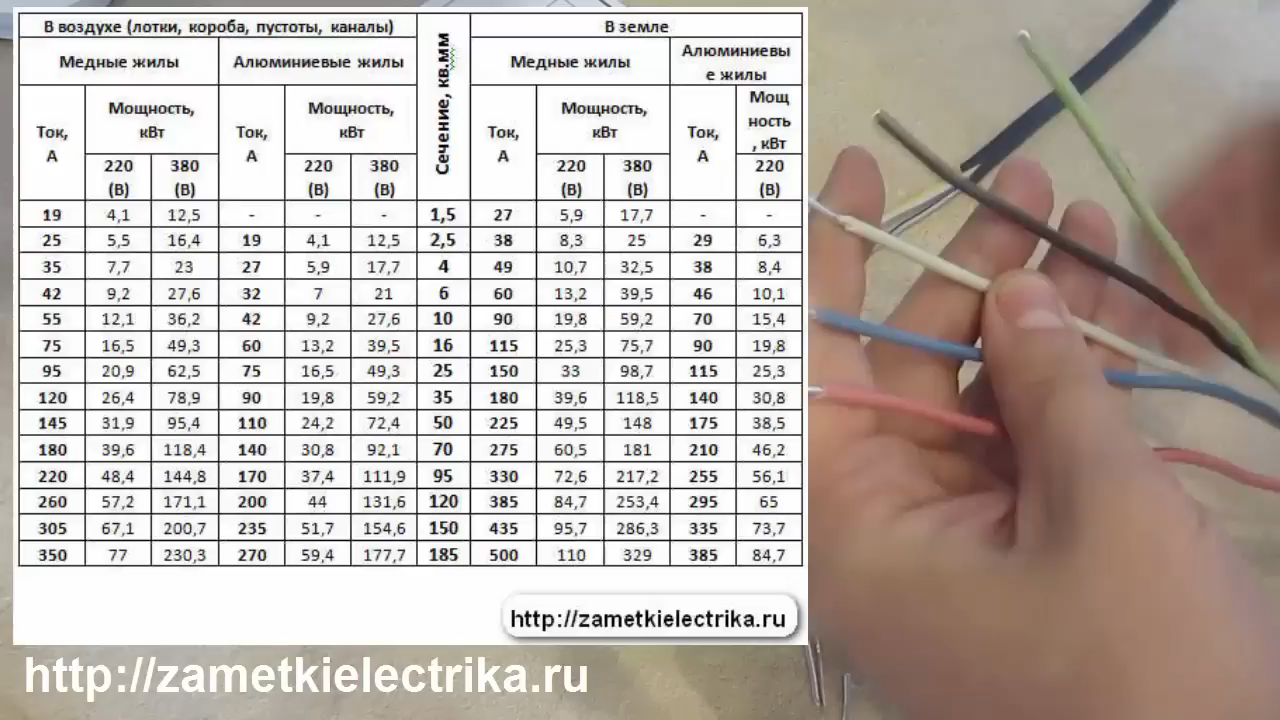 В воздухе (лотки, короба, пустоты, каналы)
Сечение, кв.мм
В земле
Медные жилы
Алюминиевые жилы
Медные жилы
Алюминиевы
е жилы
Ток,
А
Мощность,
кВт
Ток,
А
Мощность,
кВт
Ток,
А
Мощность,
кВт
Ток,
А
Мощ
ность
, кВт
220
(В)
380
(В)
220
(В)
380
(В)
220
(В)
380
(В)
220
(В)
19 4,1 12,5 - - - 1,5 27 5,9 17,7 - -
25 5,5 16,4 19 4,1 12,5 2,5 38 8,3 25 29 6,3
35 7,7 23 27 5,9 17,7 4 49 10,7 32,5 38 8,4
42 9,2 27,6 32 7 21 6 60 13,2 39,5 46 10,1
55 12,1 36,2 42 9,2 27,6 10 90 19,8 59,2 70 15,4
75 16,5 49,3 60 13,2 39,5 16 115 25,3 75,7 90 19,8
95 20,9 62,5 75 16,5 49,3 25 150 33 98,7 115 25,3
120 26,4 78,9 90 19,8 59,2 35 180 39,6 118,5 140 30,8
145 31,9 95,4 110 24,2 72,4 50 225 49,5 148 175 38,5
180 39,6 118,4 140 30,8 92,1 70 275 60,5 181 210 46,2
220 48,4 144,8 170 37,4 111,9 95 330 72,6 217,2 255 56,1
260 57,2 171,1 200 44 131,6 120 385 84,7 253,4 295 65
305 67,1 200,7 235 51,7 154,6 150 435 95,7 286,3 335 73,7
350 77 230,3 270 59,4 177,7 185 500 110 329 385 84,7
http://zametkielectrika.ru
http://zametkielectrika.ru